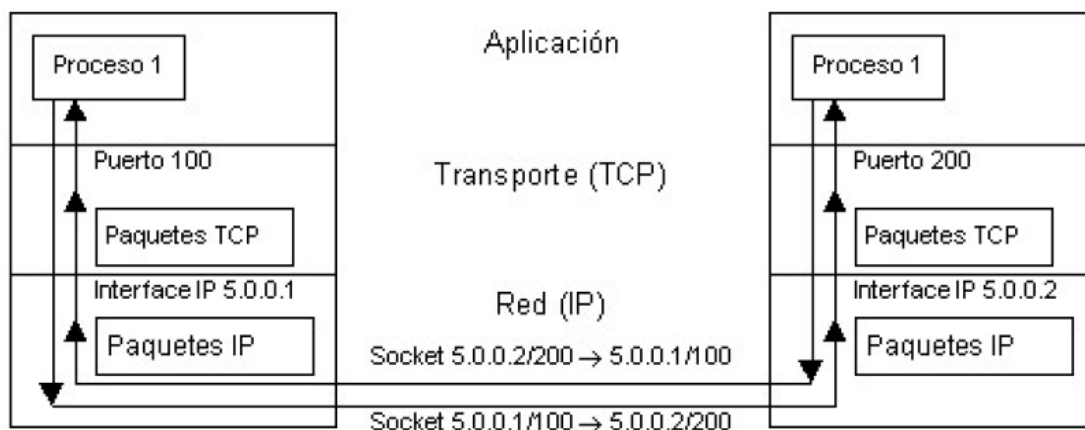 Aplicación
Proceso 1
Proceso 1
Puerto 100
Transporte (TCP)
Puerto 200
Paquetes TCP
Paquetes TCP
Interface IP 5.0.0.1
Red (IP)
Interface IP 5.0.0.2
Paquetes IP
Paquetes IP
Socket 5.0.0.2/200 → 5.0.0.1/100
Socket 5.0.0.1/100 → 5.0.0.2/200